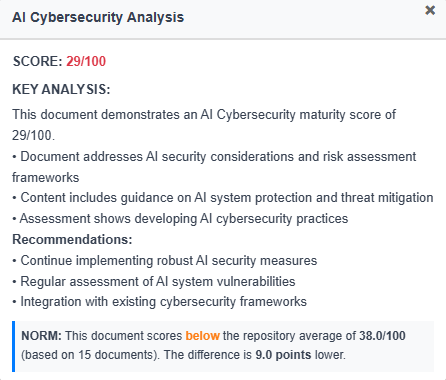 AI Cybersecurity Analysis ×
SCORE: 29/100
KEY ANALYSIS:
This document demonstrates an AI Cybersecurity maturity score of
29/100.
• Document addresses AI security considerations and risk assessment
frameworks
• Content includes guidance on AI system protection and threat mitigation
• Assessment shows developing AI cybersecurity practices
Recommendations:
• Continue implementing robust AI security measures
• Regular assessment of AI system vulnerabilities
• Integration with existing cybersecurity frameworks
NORM: This document scores below the repository average of 38.0/100
(based on 15 documents). The difference is 9.0 points lower.